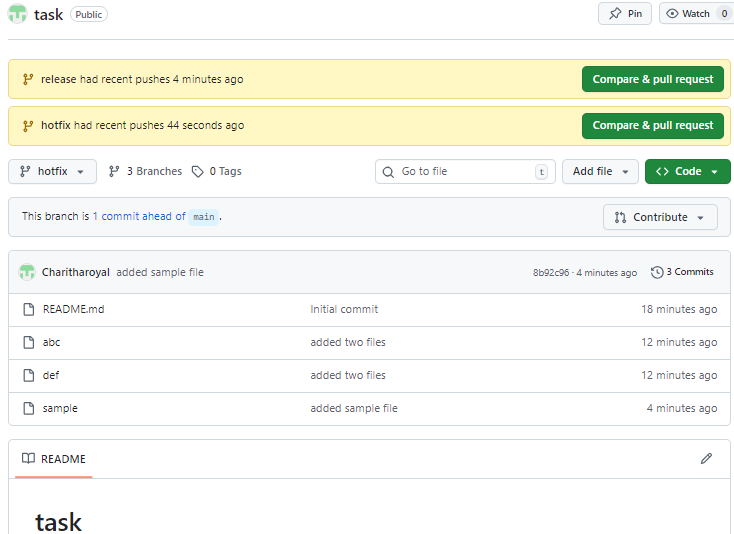 task Public Pin Watch 0
release had recent pushes 4 minutes ago Compare & pull request
hotfix had recent pushes 44 seconds ago Compare & pull request
hotfix 3 Branches 0 Tags Go to file t Add file <> Code
This branch is 1 commit ahead of main . Contribute
Charitharoyal added sample file 8b92c96 · 4 minutes ago 3 Commits
README.md Initial commit 18 minutes ago
abc added two files 12 minutes ago
def added two files 12 minutes ago
sample added sample file 4 minutes ago
README
task